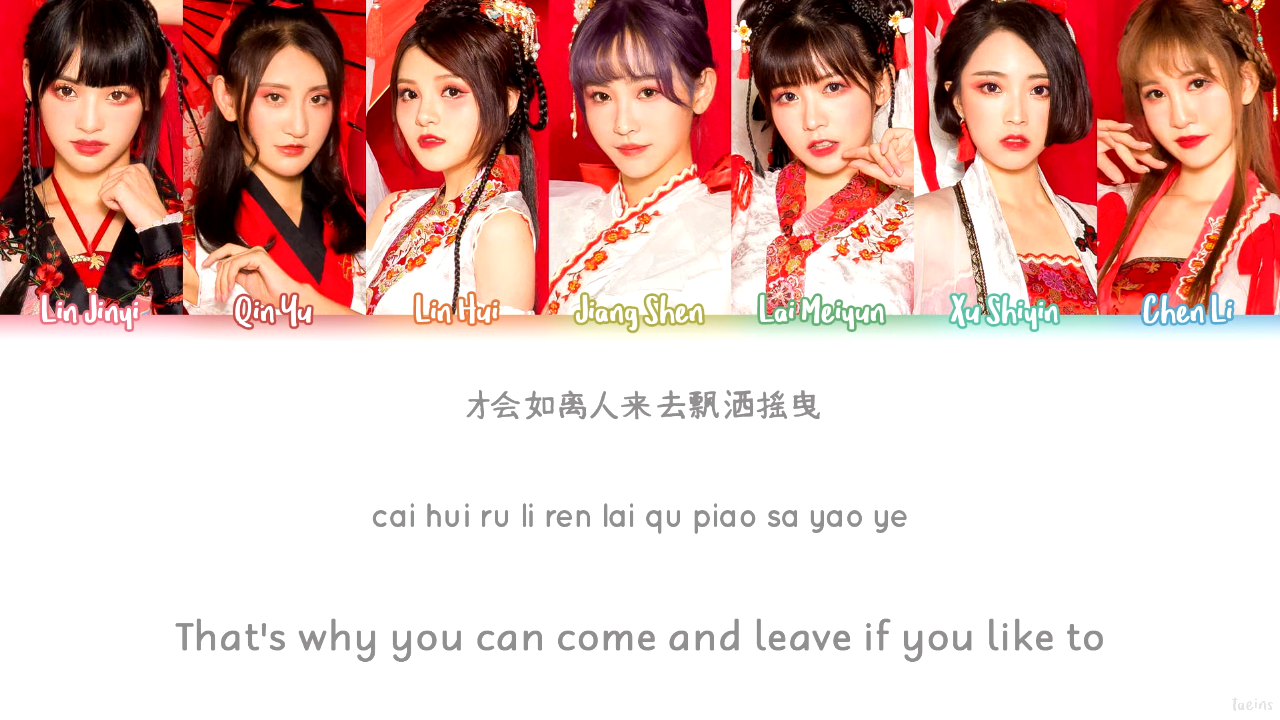 Lin Jinyi Qin Yu Lin Hui Jiang Shen Lai Meiyun Xu Shiyin Chen Li
才会如离人来去飘洒摇曳
cai hui ru li ren lai qu piao sa yao ye
That's why you can come and leave if you like to
Taeins